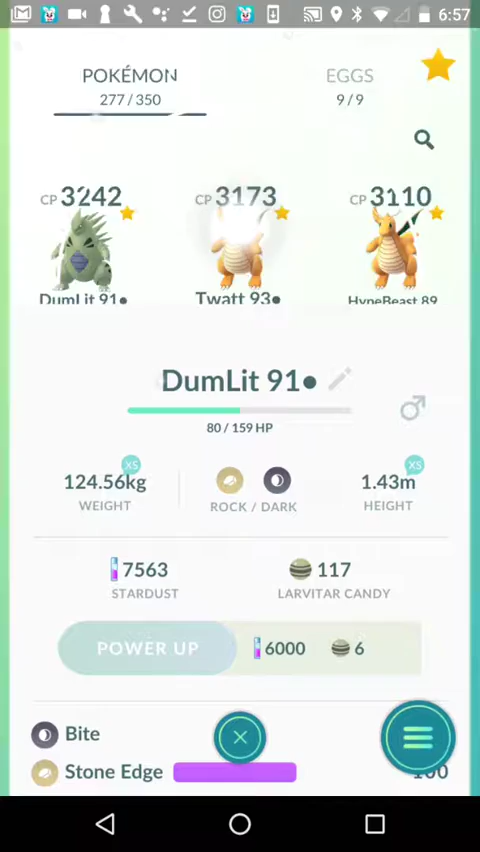 6:57
POKÉMON
EGGS
277 / 350
9 / 9
CP 3242
CP 3173
CP 3110
DumLit 91●
Twatt 93●
HypeBeast 89
DumLit 91●
80 / 159 HP
XS
XS
124.56kg
1.43m
WEIGHT
ROCK / DARK
HEIGHT
7563
117
STARDUST
LARVITAR CANDY
POWER UP
6000
6
Bite
Stone Edge
100